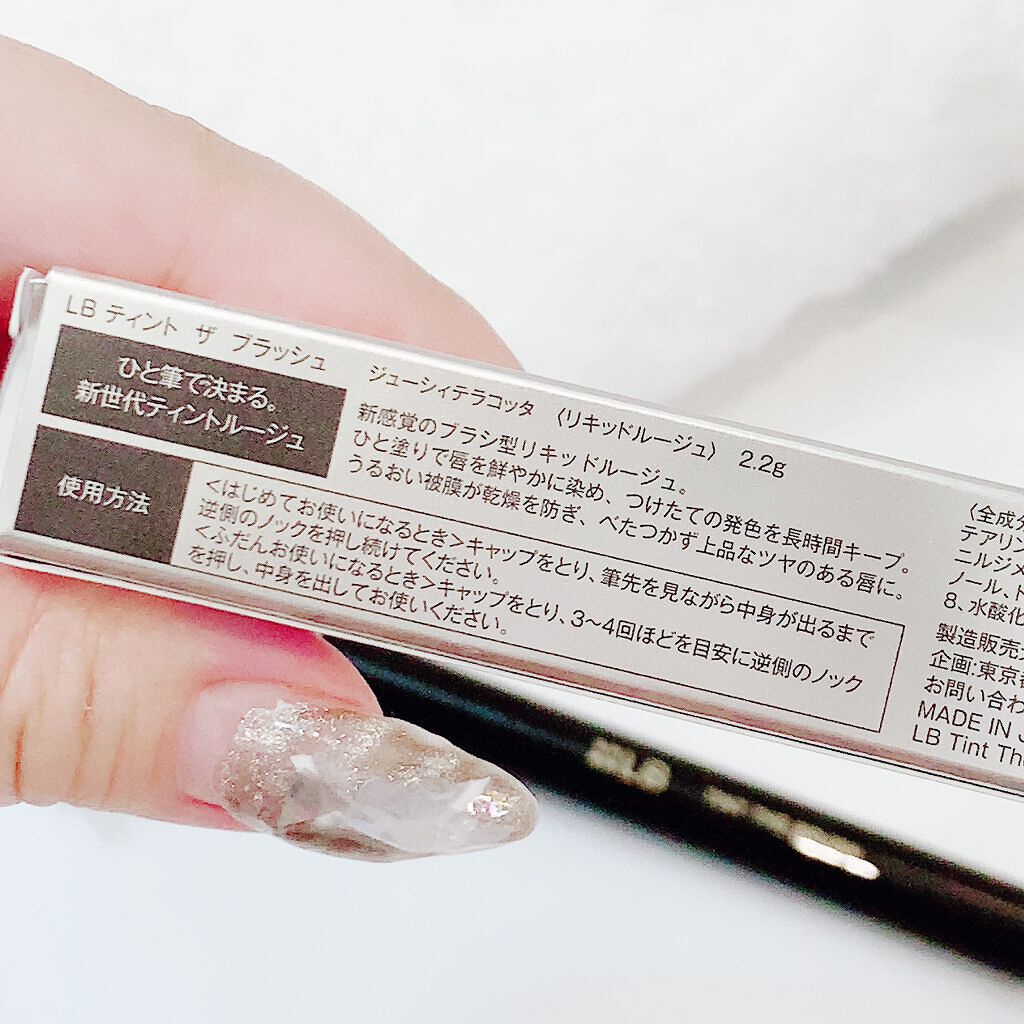 LB ティント ザ ブラッシュ ジューシィテラコッタ 〈リキッドルージュ〉 2.2g
ひと筆で決まる。
新世代ティントルージュ
新感覚のブラシ型リキッドルージュ。
ひと塗りで唇を鮮やかに染め、つけたての発色を長時間キープ。
うるおい被膜が乾燥を防ぎ、べたつかず上品なツヤのある唇に。
使用方法
<はじめてお使いになるとき>キャップをとり、筆先を見ながら中身が出るまで
逆側のノックを押し続けてください。
<ふだんお使いになるとき>キャップをとり、3〜4回ほどを目安に逆側のノック
を押し、中身を出してお使いください。
〈全成分
テアリン
ニルジメ
ノール、ト
8、水酸化
製造販売
企画:東京都
お問い合わ
MADE IN J
LB Tint Th